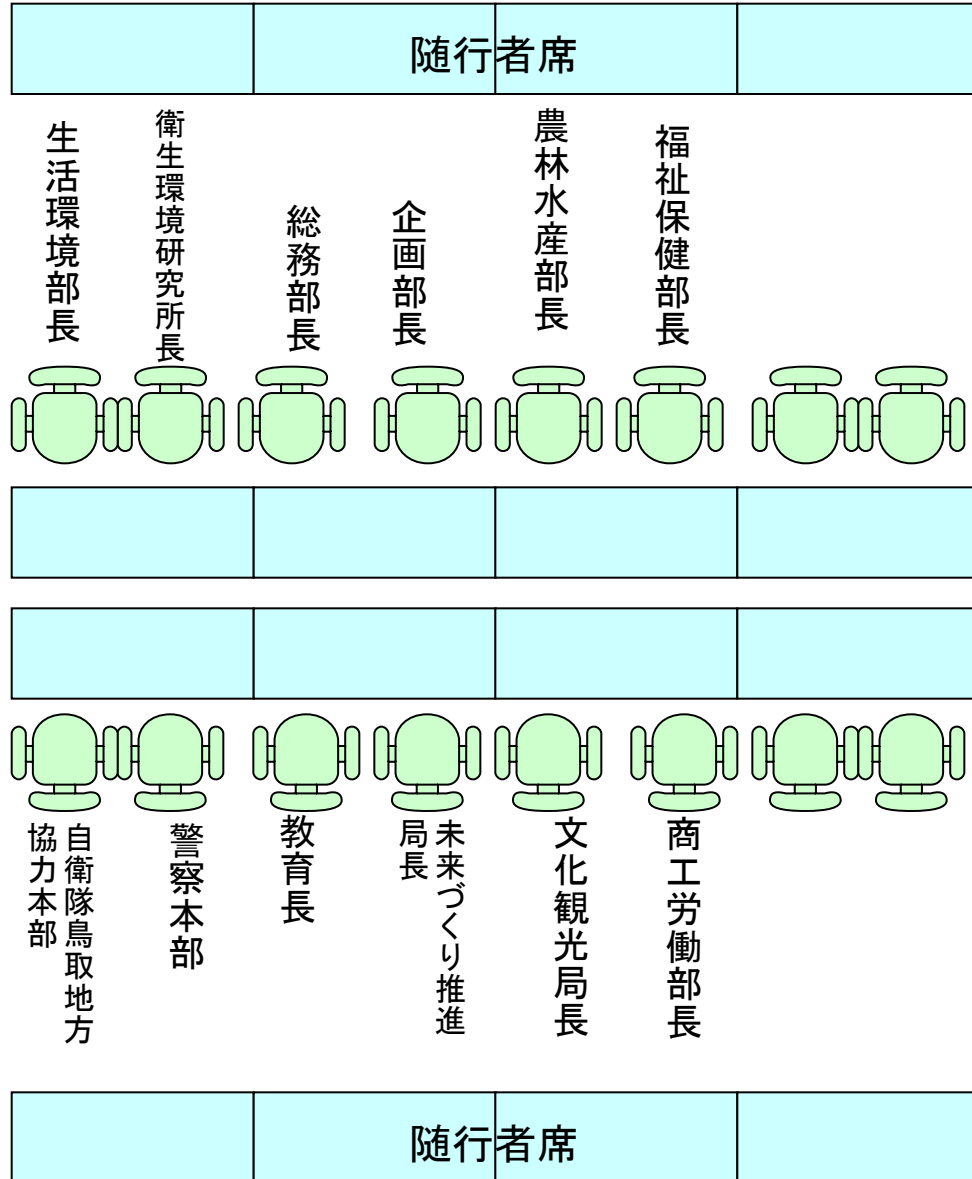 随行者席
生活環境部長
衛生環境研究所長
総務部長
企画部長
農林水産部長
福祉保健部長
自衛隊鳥取地方
協力本部
警察本部
教育長
未来づくり推進
局長
文化観光局長
商工労働部長
随行者席